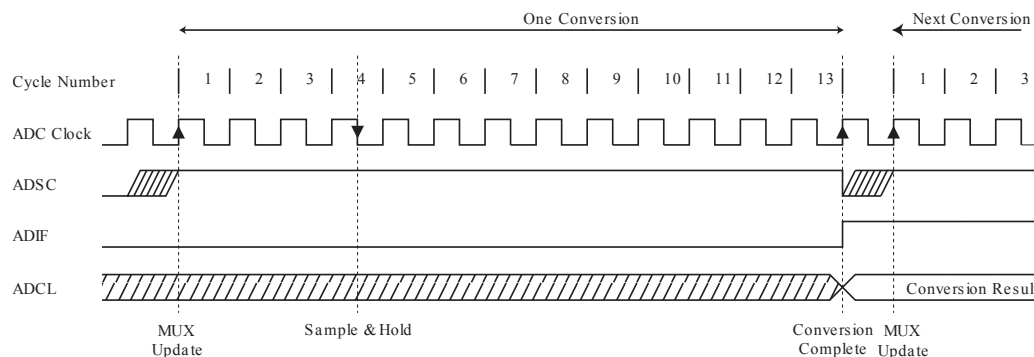 One Conversion
Next Conversion
Cycle Number 1 2 3 4 5 6 7 8 9 10 11 12 13 1 2 3
ADC Clock
ADSC
ADIF
ADCL
Conversion Resul
MUX
Update
Sample & Hold
Conversion
Complete
MUX
Update